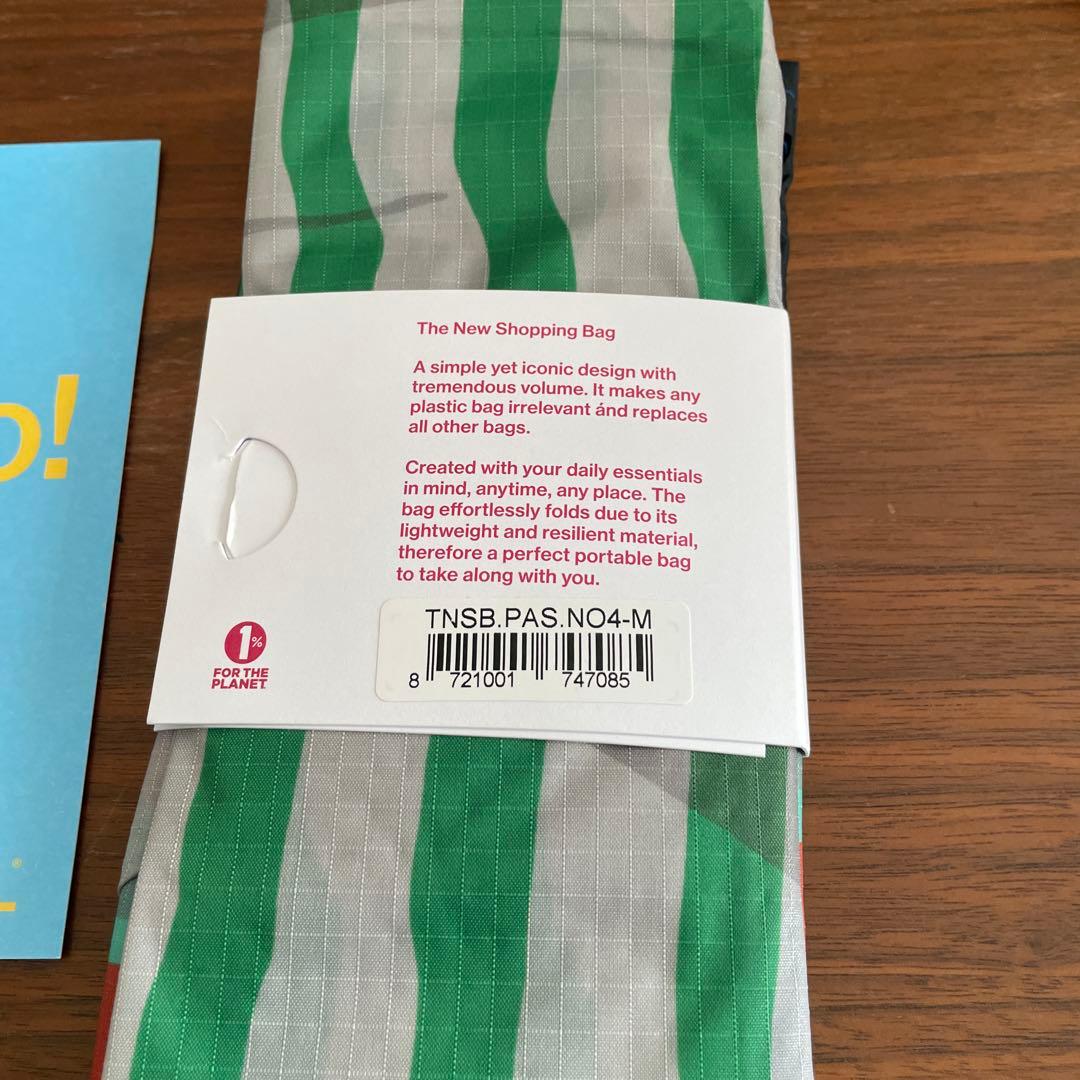 o!
®
The New Shopping Bag
A simple yet iconic design with
tremendous volume. It makes any
plastic bag irrelevant ánd replaces
all other bags.
Created with your daily essentials
in mind, anytime, any place. The
bag effortlessly folds due to its
lightweight and resilient material,
therefore a perfect portable bag
to take along with you.
1%
FOR THE
PLANET
TNSB.PAS.NO4-M
8 721001 747085